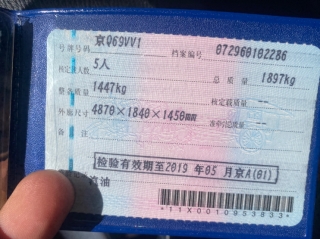 号牌号码 京Q69VV1 档案编号 072960102286
核定载人数 5人 总质量 1897kg
整备质量 1447kg 核定载质量 --
外廓尺寸 4870×1840×1450mm 准牵引总质量 --
备注
检验有效期至2019年05月京A(01)
汽油
*11X0010953833*